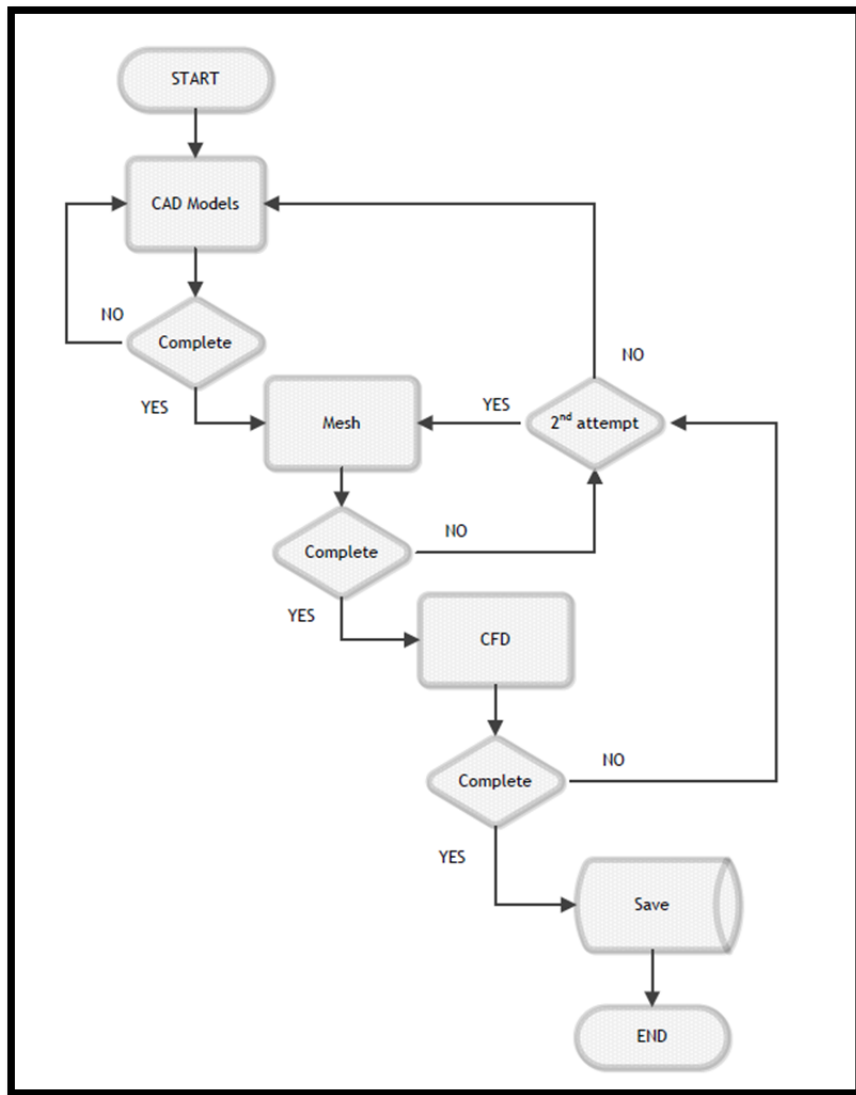 START
CAD Models
NO
Complete
NO
YES
Mesh
YES
2nd attempt
NO
Complete
YES
CFD
NO
Complete
YES
Save
END